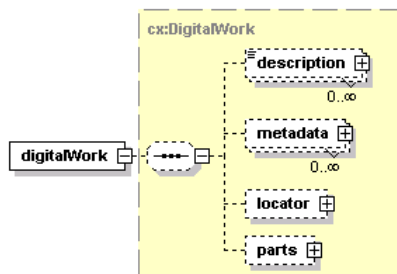 cx:DigitalWork
description
0..∞
metadata
0..∞
digitalWork
locator
parts